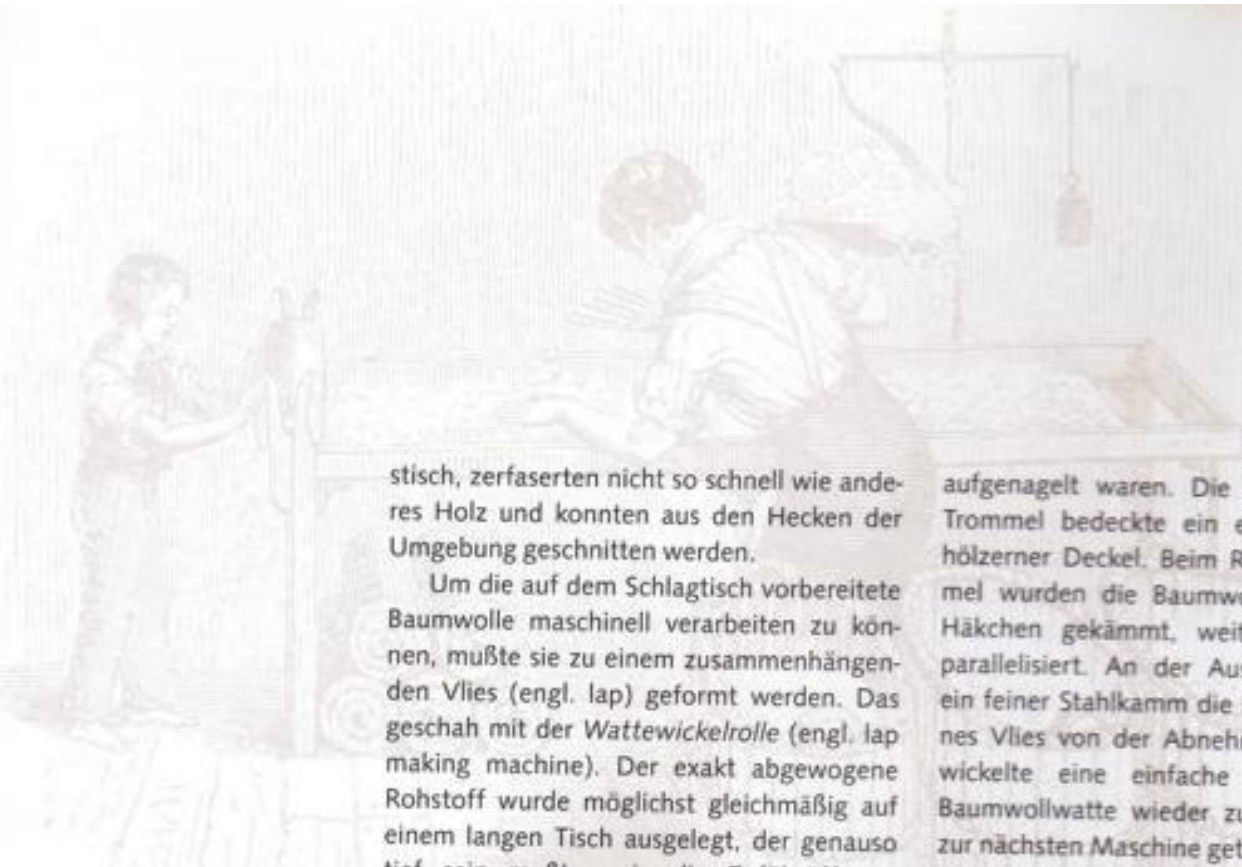 stisch, zerfaserten nicht so schnell wie ande-
res Holz und konnten aus den Hecken der
Umgebung geschnitten werden.
Um die auf dem Schlagtisch vorbereitete
Baumwolle maschinell verarbeiten zu kön-
nen, mußte sie zu einem zusammenhängen-
den Vlies (engl. lap) geformt werden. Das
geschah mit der Wattewickelrolle (engl. lap
making machine). Der exakt abgewogene
Rohstoff wurde möglichst gleichmäßig auf
einem langen Tisch ausgelegt, der genauso
aufgenagelt waren. Die
Trommel bedeckte ein
hölzerner Deckel. Beim
mel wurden die
Häkchen gekämmt,
parallelisiert. An der
ein feiner Stahlkamm die
nes Vlies von der
wickelte eine einfache
Baumwollwatte wieder
zur nächsten Maschine